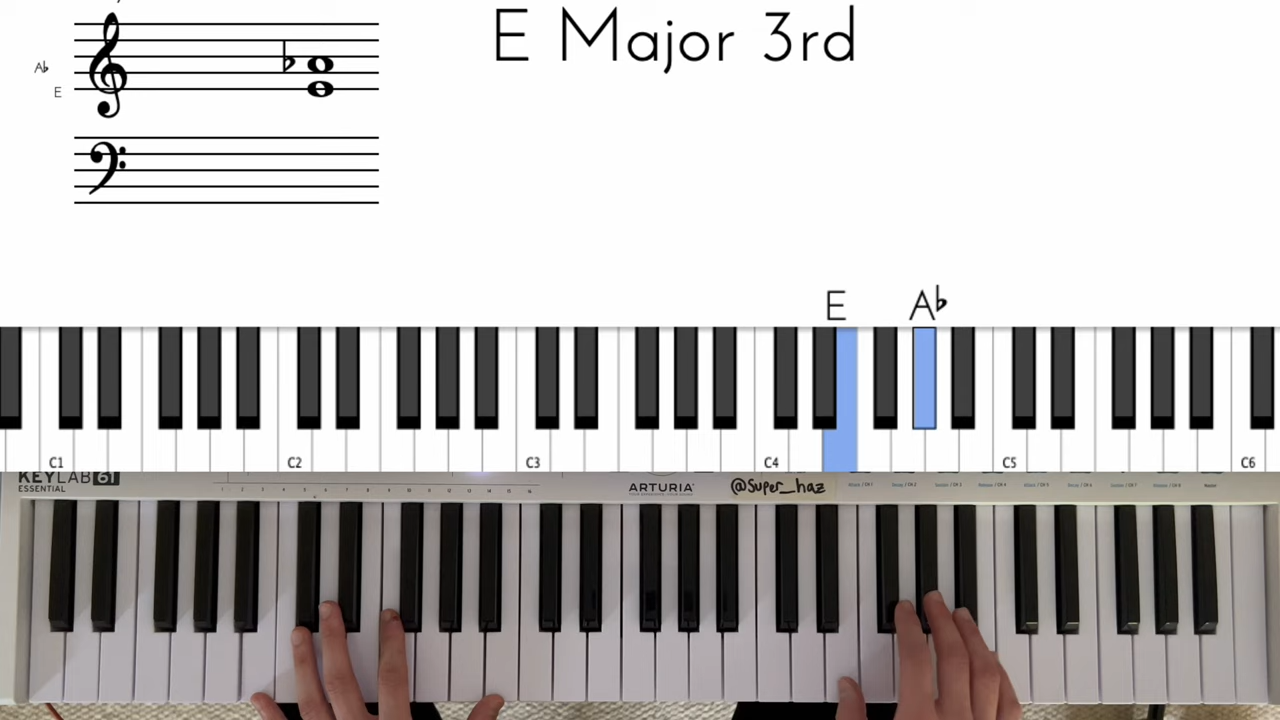 E Major 3rd
A♭
E
E A♭
C1 C2 C3 C4 C5 C6
KEYLAB 61
ESSENTIAL
ARTURIA
@Super_haz